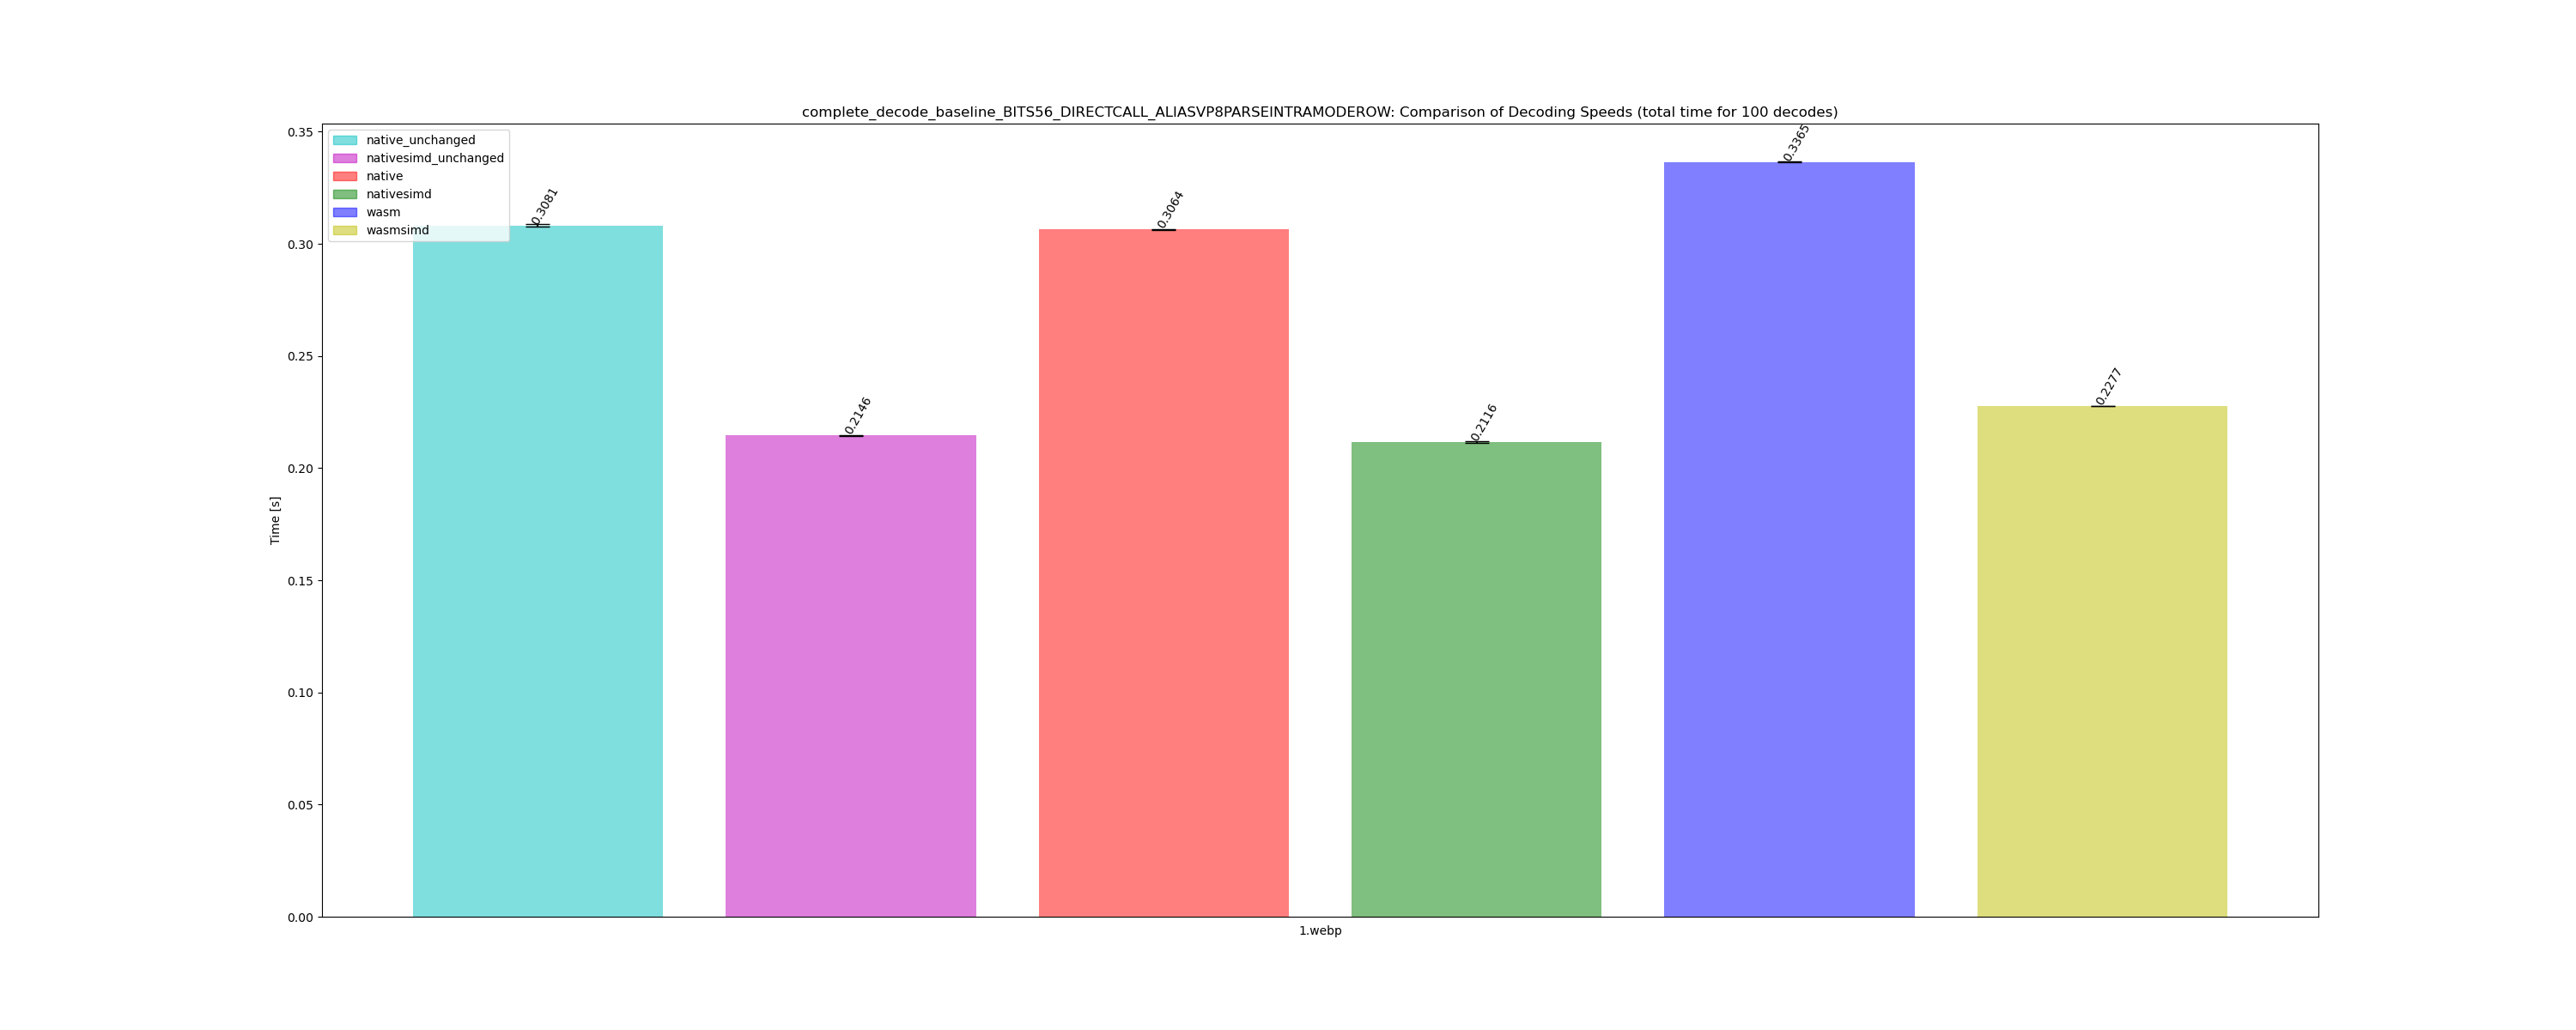 complete_decode_baseline_BITS56_DIRECTCALL_ALIASVP8PARSEINTRAMODEROW: Comparison of Decoding Speeds (total time for 100 decodes)
native_unchanged
nativesimd_unchanged
native
nativesimd
wasm
wasmsimd
0.35
0.30
0.25
0.20
0.15
0.10
0.05
0.00
Time [s]
0.3081
0.2146
0.3064
0.2116
0.3365
0.2277
1.webp